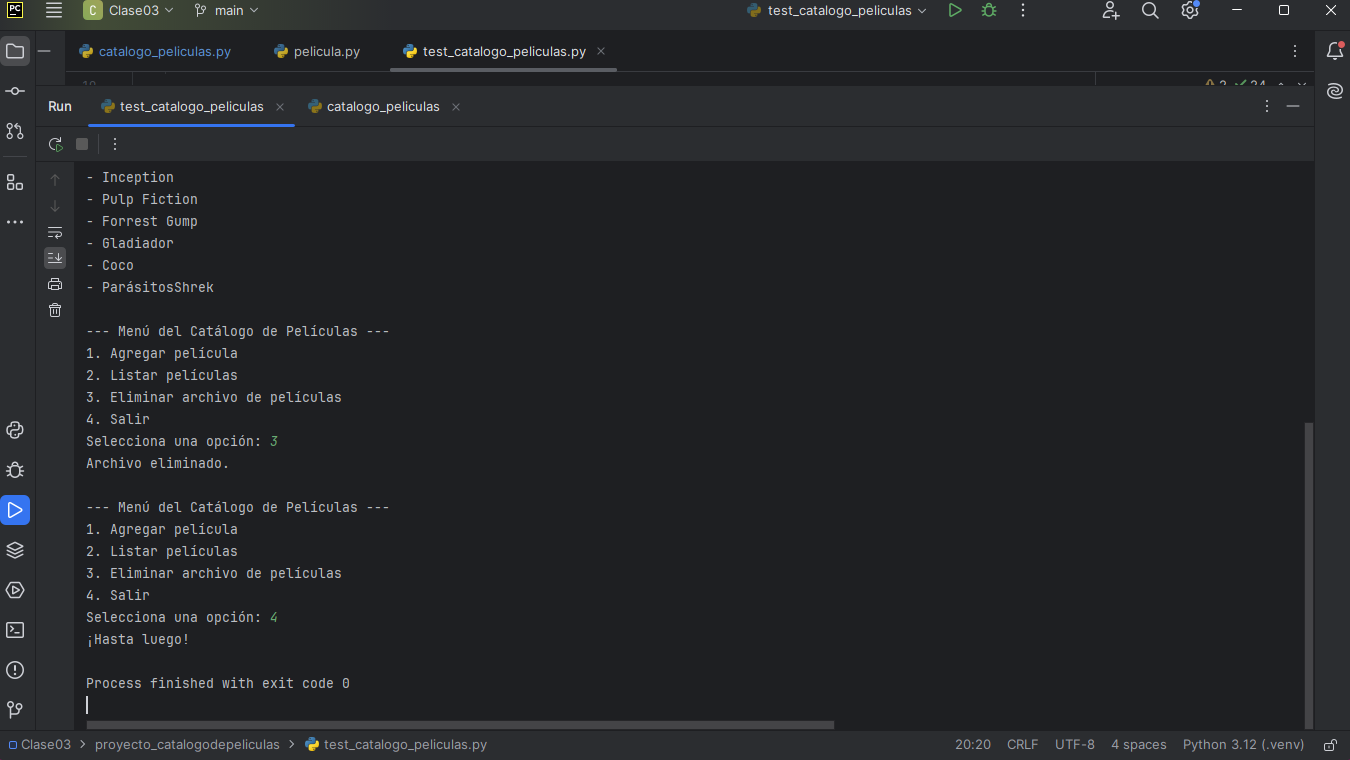 PC C Clase03 main test_catalogo_peliculas
catalogo_peliculas.py pelicula.py test_catalogo_peliculas.py
Run test_catalogo_peliculas catalogo_peliculas
- Inception
- Pulp Fiction
- Forrest Gump
- Gladiador
- Coco
- ParásitosShrek
--- Menú del Catálogo de Películas ---
1. Agregar película
2. Listar películas
3. Eliminar archivo de películas
4. Salir
Selecciona una opción: 3
Archivo eliminado.
--- Menú del Catálogo de Películas ---
1. Agregar película
2. Listar películas
3. Eliminar archivo de películas
4. Salir
Selecciona una opción: 4
¡Hasta luego!
Process finished with exit code 0
Clase03 > proyecto_catalogodepeliculas > test_catalogo_peliculas.py 20:20 CRLF UTF-8 4 spaces Python 3.12 (.venv)